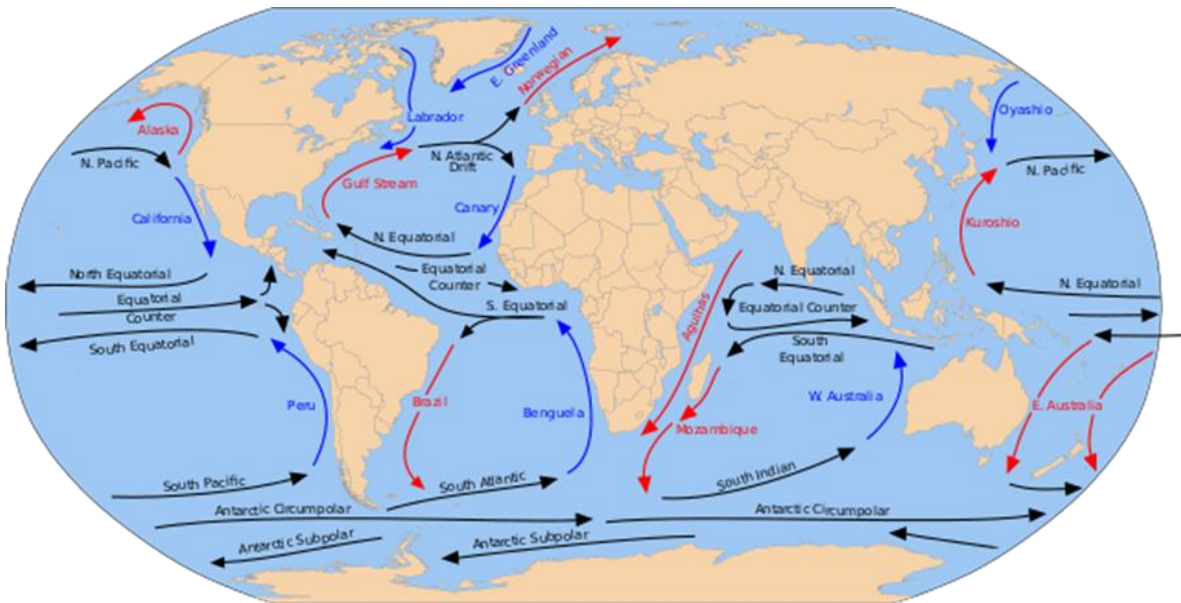 E. Greenland
Norwegian
Labrador
Oyashio
Alaska
N. Pacific
N. Atlantic
Drift
N. Pacific
Gulf Stream
California
Canary
Kuroshio
N. Equatorial
North Equatorial
Equatorial
Counter
N. Equatorial
N. Equatorial
Equatorial
Counter
S. Equatorial
Agulhas
Equatorial Counter
South Equatorial
South
Equatorial
Peru
Brazil
Benguela
Mozambique
W. Australia
E. Australia
South Pacific
South Atlantic
South Indian
Antarctic Circumpolar
Antarctic Circumpolar
Antarctic Subpolar
Antarctic Subpolar